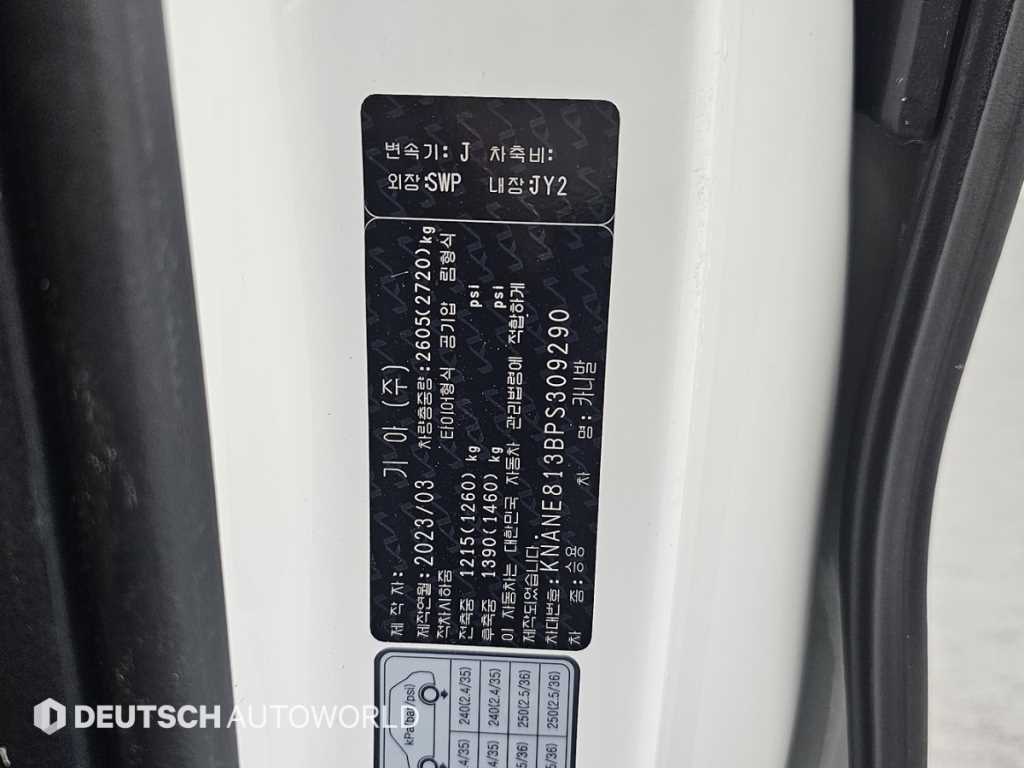 변속기: J 차축비:
외장:SWP 내장:JY2
제 작 자: 기 아 (주)
제작연월:2023/03 차량총중량:2605(2720)kg
적차시하중 타이어형식 공기압 림형식
전축중 1215(1260) kg psi
후축중 1390(1460) kg psi
이 자동차는 대한민국 자동차 관리법령에 적합하게
제작되었습니다.
차대번호:KNANE813BPS309290
차 종:승용 차 명:카니발
kPa(bar/psi)
240(2.4/35)
240(2.4/35)
250(2.5/36)
250(2.5/36)
DEUTSCH AUTOWORLD